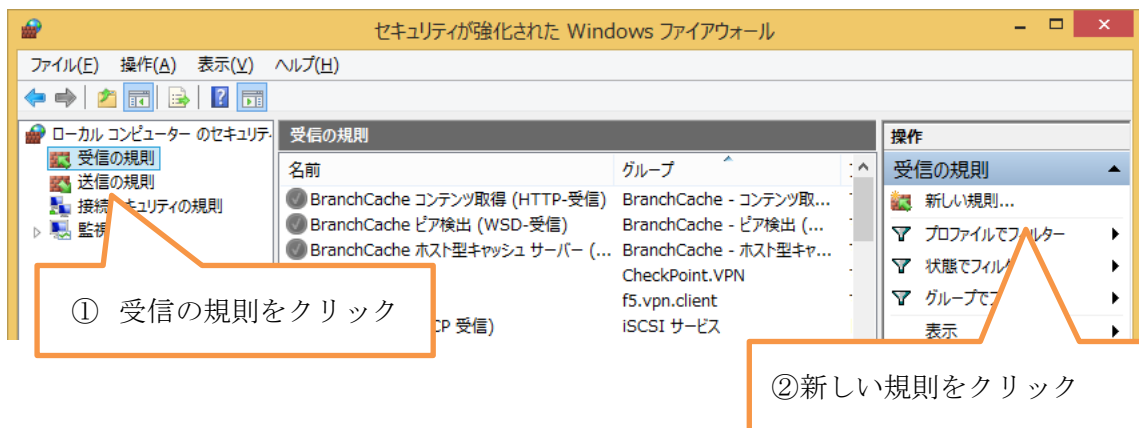 セキュリティが強化された Windows ファイアウォール
ファイル(F) 操作(A) 表示(V) ヘルプ(H)
ローカル コンピューター のセキュリテ
受信の規則
送信の規則
接続
キュリティの規則
監視
受信の規則
名前 グループ
BranchCache コンテンツ取得 (HTTP-受信) BranchCache - コンテンツ取...
BranchCache ピア検出 (WSD-受信) BranchCache - ピア検出 (...
BranchCache ホスト型キャッシュ サーバー (... BranchCache - ホスト型キャ...
CheckPoint.VPN
f5.vpn.client
CP 受信) iSCSI サービス
操作
受信の規則
新しい規則...
プロファイルでフィルター
状態でフィル
グループでフ
表示
① 受信の規則をクリック
②新しい規則をクリック